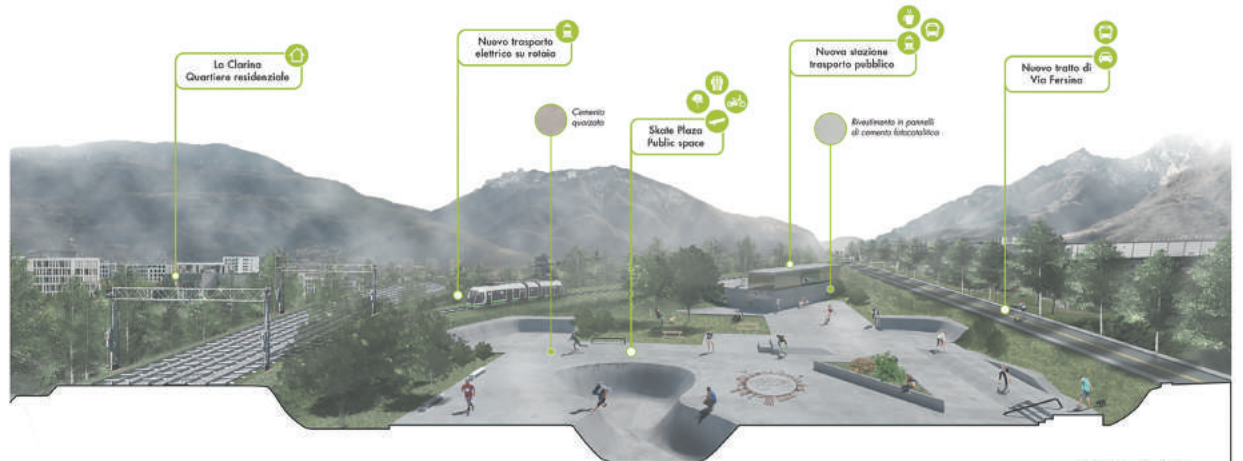 La Clarina
Quartiere residenziale
Nuovo trasporto
elettrico su rotaia
Cemento
quarzato
Skate Plaza
Public space
Nuova stazione
trasporto pubblico
Rivestimento in pannelli
di cemento fotocatalitico
Nuovo tratto di
Via Fersina